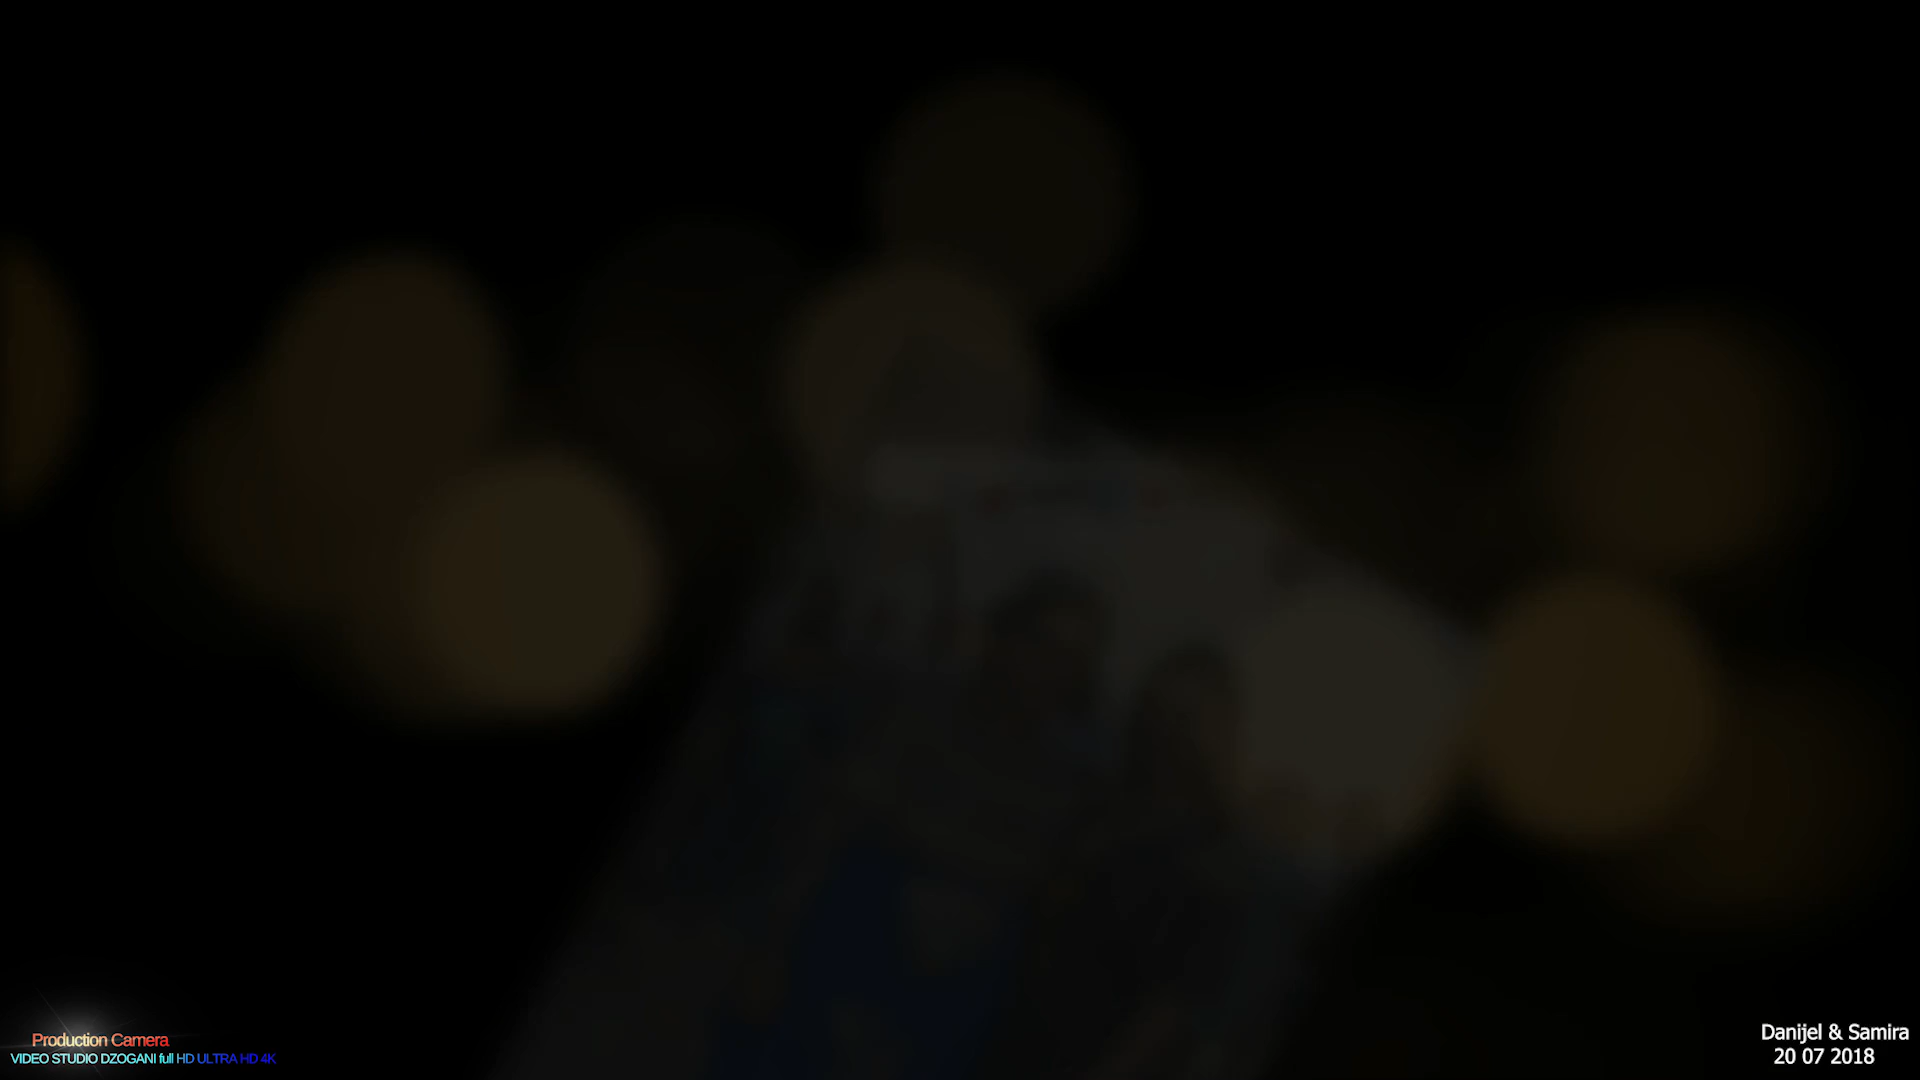 Production Camera
VIDEO STUDIO DZOGANI full HD ULTRA HD 4K
Danijel & Samira
20 07 2018